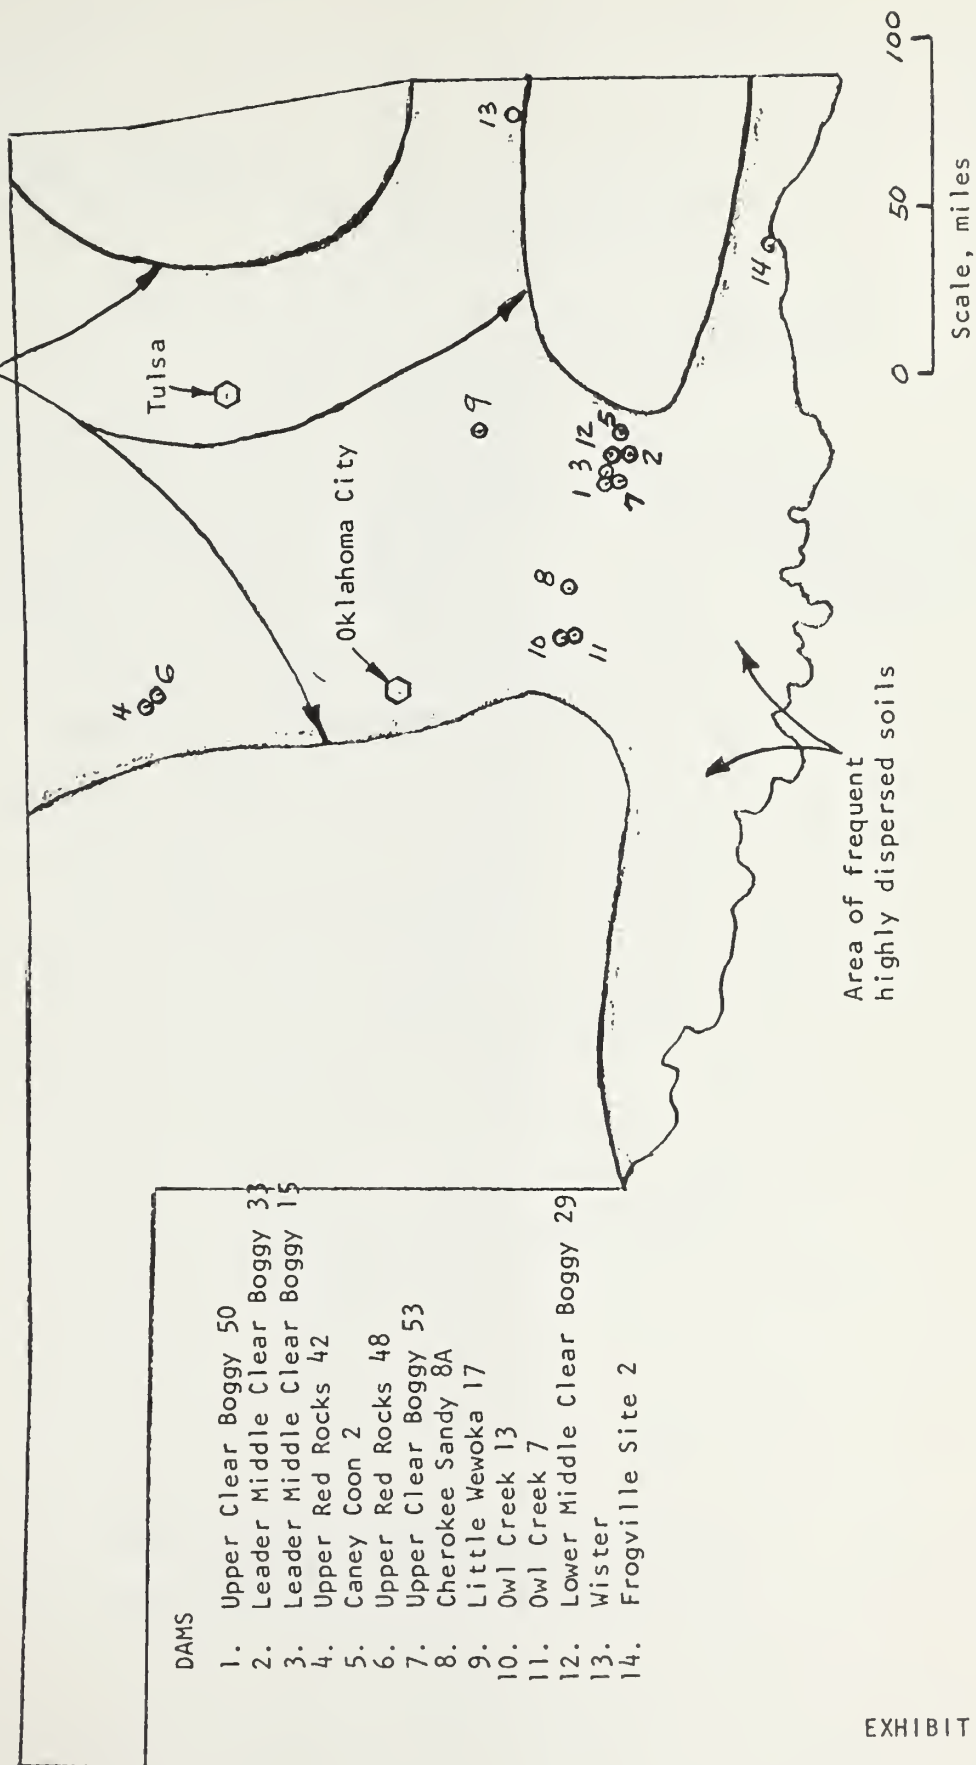 Tulsa
Oklahoma City
4
6
9
13
10
8
11
1
3
12
5
7
2
14
DAMS
1. Upper Clear Boggy 50
2. Leader Middle Clear Boggy 33
3. Leader Middle Clear Boggy 15
4. Upper Red Rocks 42
5. Caney Coon 2
6. Upper Red Rocks 48
7. Upper Clear Boggy 53
8. Cherokee Sandy 8A
9. Little Wewoka 17
10. Owl Creek 13
11. Owl Creek 7
12. Lower Middle Clear Boggy 29
13. Wister
14. Frogville Site 2
Area of frequent
highly dispersed soils
0 50 100
Scale, miles
EXHIBIT